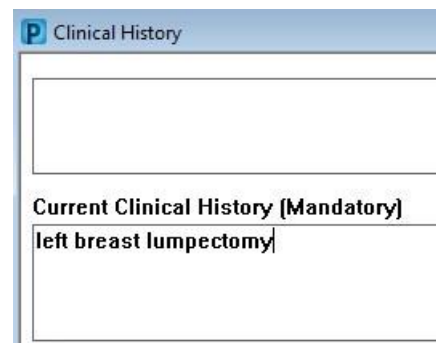 P Clinical History
Current Clinical History (Mandatory)
left breast lumpectomy